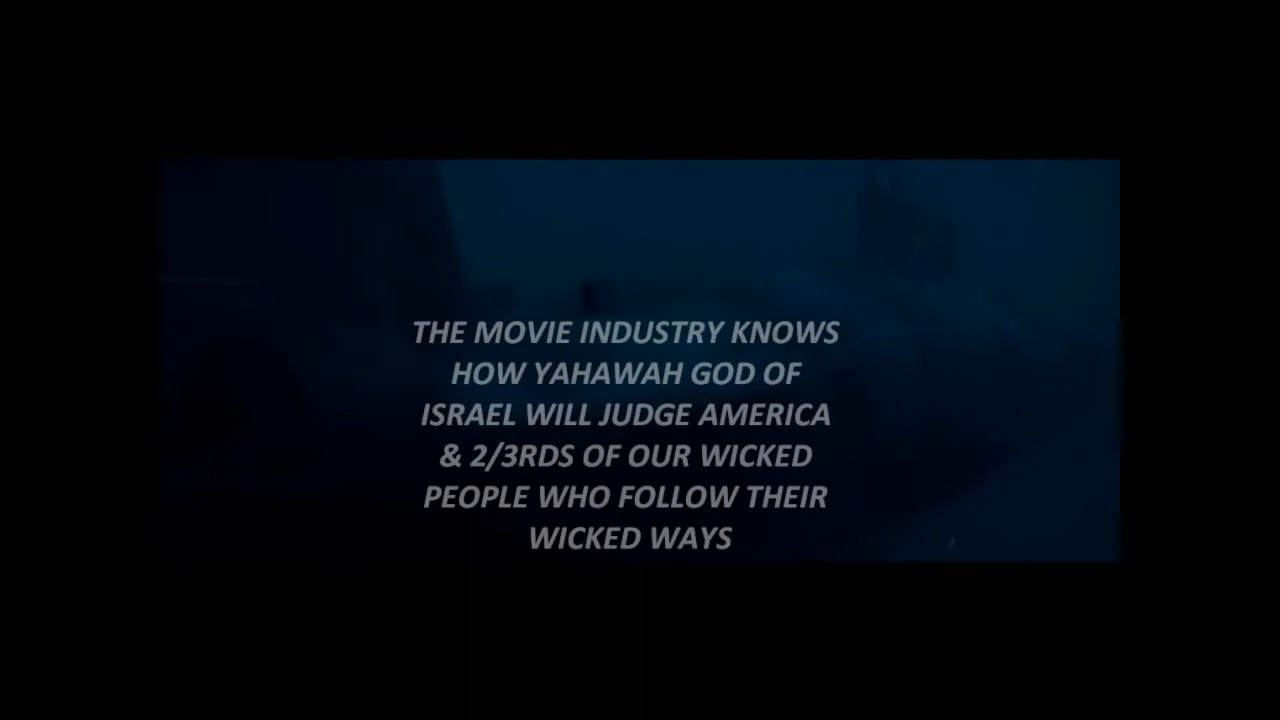 THE MOVIE INDUSTRY KNOWS
HOW YAHAWAH GOD OF
ISRAEL WILL JUDGE AMERICA
& 2/3RDS OF OUR WICKED
PEOPLE WHO FOLLOW THEIR
WICKED WAYS